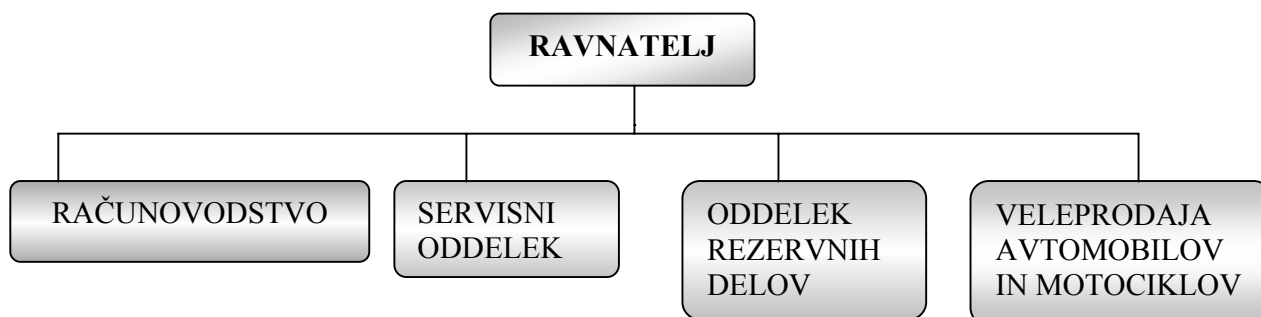 RAVNATELJ
RAČUNOVODSTVO
SERVISNI
ODDELEK
ODDELEK
REZERVNIH
DELOV
VELEPRODAJA
AVTOMOBILOV
IN MOTOCIKLOV